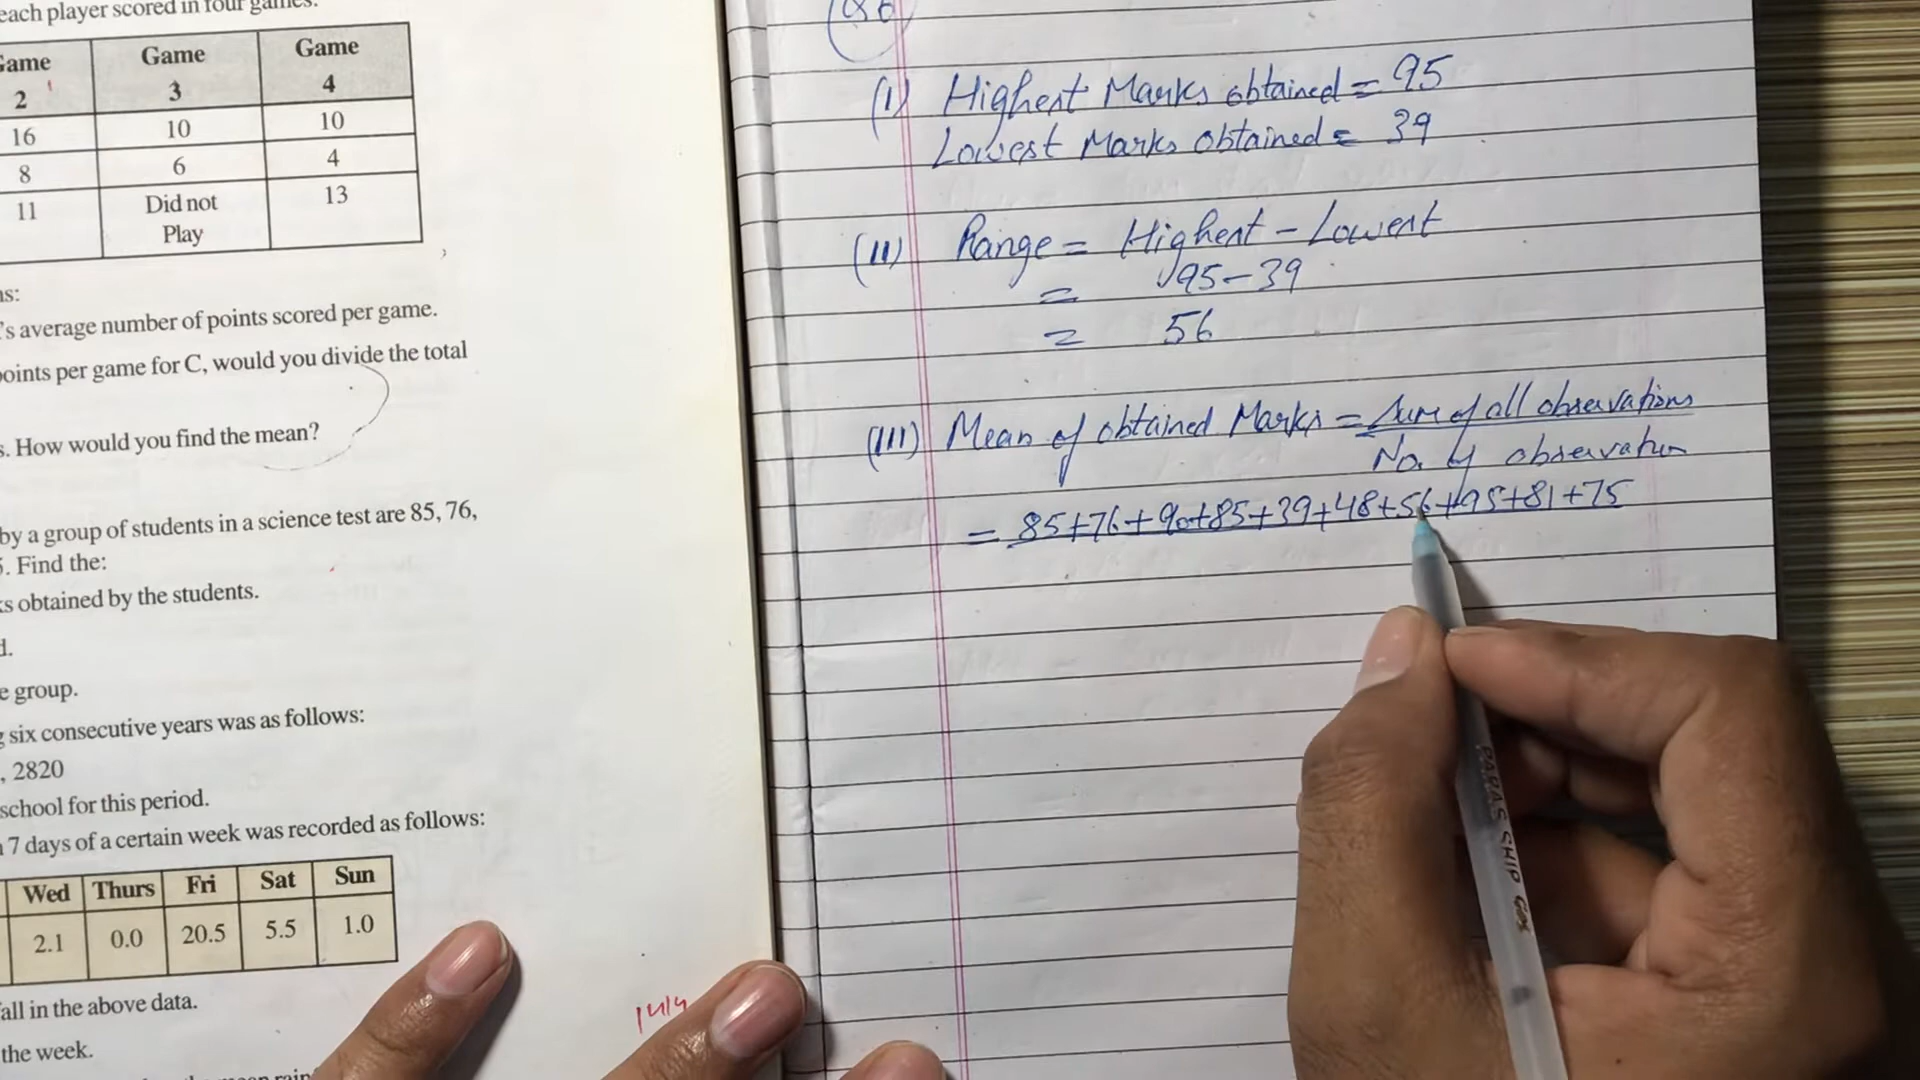 each player scored in four games.
Game 2 Game 3 Game 4
16 10 10
8 6 4
11 Did not Play 13
ns:
's average number of points scored per game.
points per game for C, would you divide the total
s. How would you find the mean?
by a group of students in a science test are 85, 76,
5. Find the:
ks obtained by the students.
d.
e group.
g six consecutive years was as follows:
, 2820
school for this period.
n 7 days of a certain week was recorded as follows:
Wed Thurs Fri Sat Sun
2.1 0.0 20.5 5.5 1.0
fall in the above data.
the week.
14/4
Q6
(I) Highest Marks obtained = 95
Lowest Marks obtained = 39
(II) Range = Highest - Lowest
= 95-39
= 56
(III) Mean of obtained Marks = Sum of all observations
No. of observation
= 85+76+90+85+39+48+56+95+81+75
PARAS SHIP